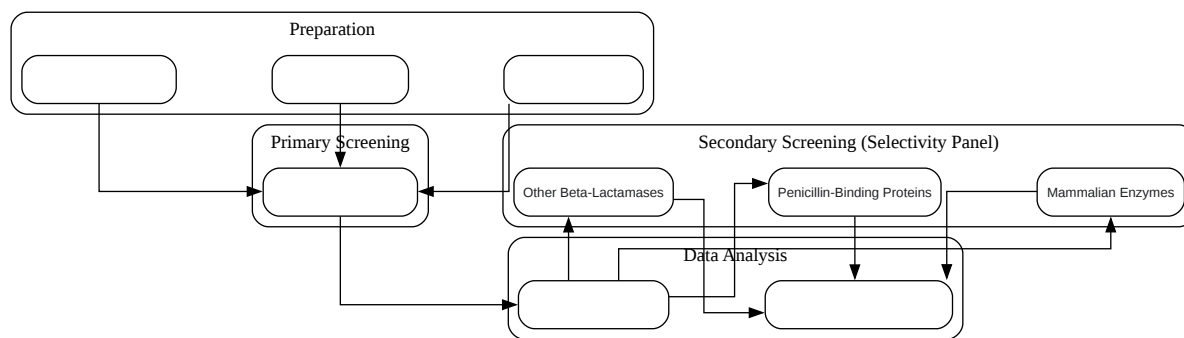 Preparation
Primary Screening
Secondary Screening (Selectivity Panel)
Other Beta-Lactamases
Penicillin-Binding Proteins
Mammalian Enzymes
Data Analysis